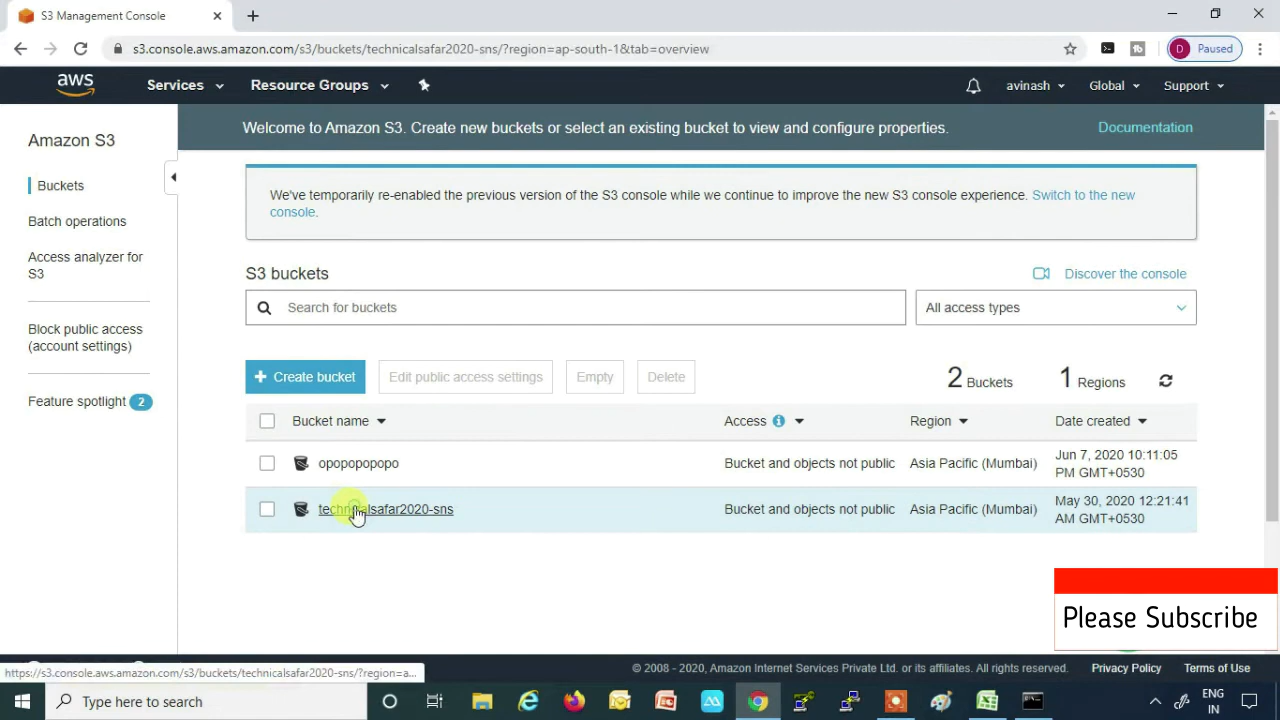 S3 Management Console
s3.console.aws.amazon.com/s3/buckets/technicalsafar2020-sns/?region=ap-south-1&tab=overview
D Paused
aws
Services
Resource Groups
avinash
Global
Support
Amazon S3
Buckets
Batch operations
Access analyzer for
S3
Block public access
(account settings)
Feature spotlight 2
Welcome to Amazon S3. Create new buckets or select an existing bucket to view and configure properties.
Documentation
We've temporarily re-enabled the previous version of the S3 console while we continue to improve the new S3 console experience. Switch to the new
console.
S3 buckets
Discover the console
Search for buckets
All access types
Create bucket
Edit public access settings
Empty
Delete
2 Buckets
1 Regions
Bucket name
Access
Region
Date created
opopopopopo
Bucket and objects not public
Asia Pacific (Mumbai)
Jun 7, 2020 10:11:05
PM GMT+0530
technicalsafar2020-sns
Bucket and objects not public
Asia Pacific (Mumbai)
May 30, 2020 12:21:41
AM GMT+0530
Please Subscribe
https://s3.console.aws.amazon.com/s3/buckets/technicalsafar2020-sns/?region=a...
© 2008 - 2020, Amazon Internet Services Private Ltd. or its affiliates. All rights reserved.
Privacy Policy
Terms of Use
Type here to search
ENG
IN